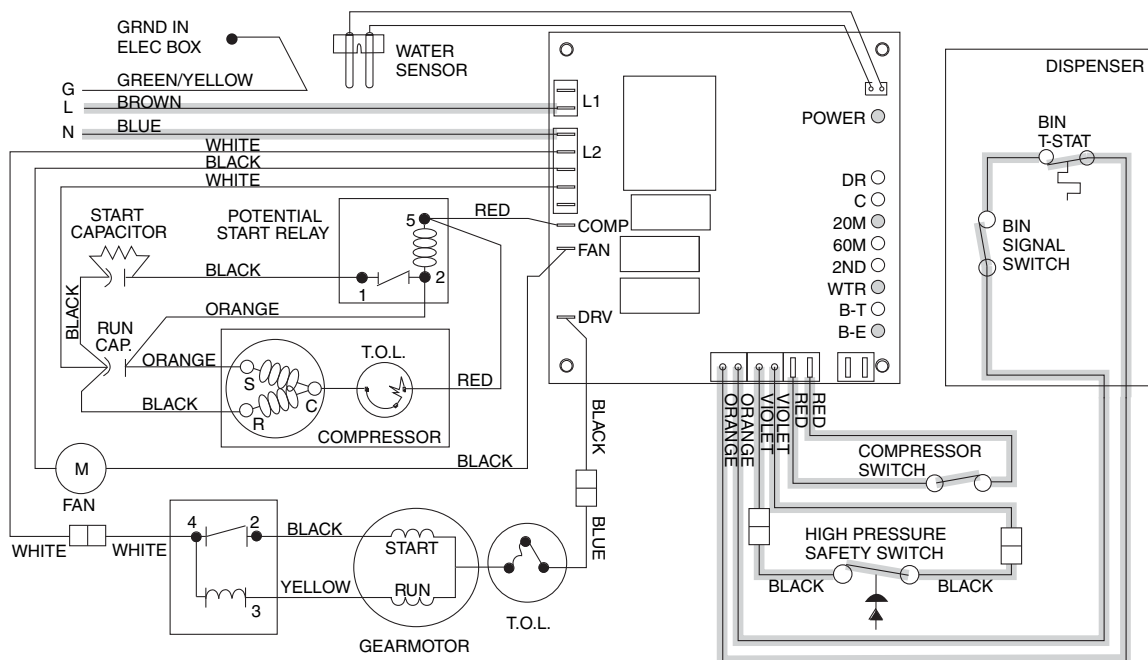 GRND IN
ELEC BOX
WATER
SENSOR
DISPENSER
G
GREEN/YELLOW
L
BROWN
L1
POWER
BIN
T-STAT
N
BLUE
WHITE
L2
BLACK
WHITE
DR
C
20M
60M
2ND
WTR
B-T
B-E
BIN
SIGNAL
SWITCH
START
CAPACITOR
POTENTIAL
START RELAY
5
RED
COMP
FAN
BLACK
1
2
ORANGE
DRV
BLACK
RUN
CAP.
ORANGE
S
T.O.L.
RED
C
BLACK
R
COMPRESSOR
ORANGE
ORANGE
VIOLET
VIOLET
RED
RED
BLACK
COMPRESSOR
SWITCH
M
BLACK
FAN
HIGH PRESSURE
SAFETY SWITCH
BLACK
BLACK
WHITE
WHITE
4
2
BLACK
START
BLUE
YELLOW
RUN
3
T.O.L.
GEARMOTOR